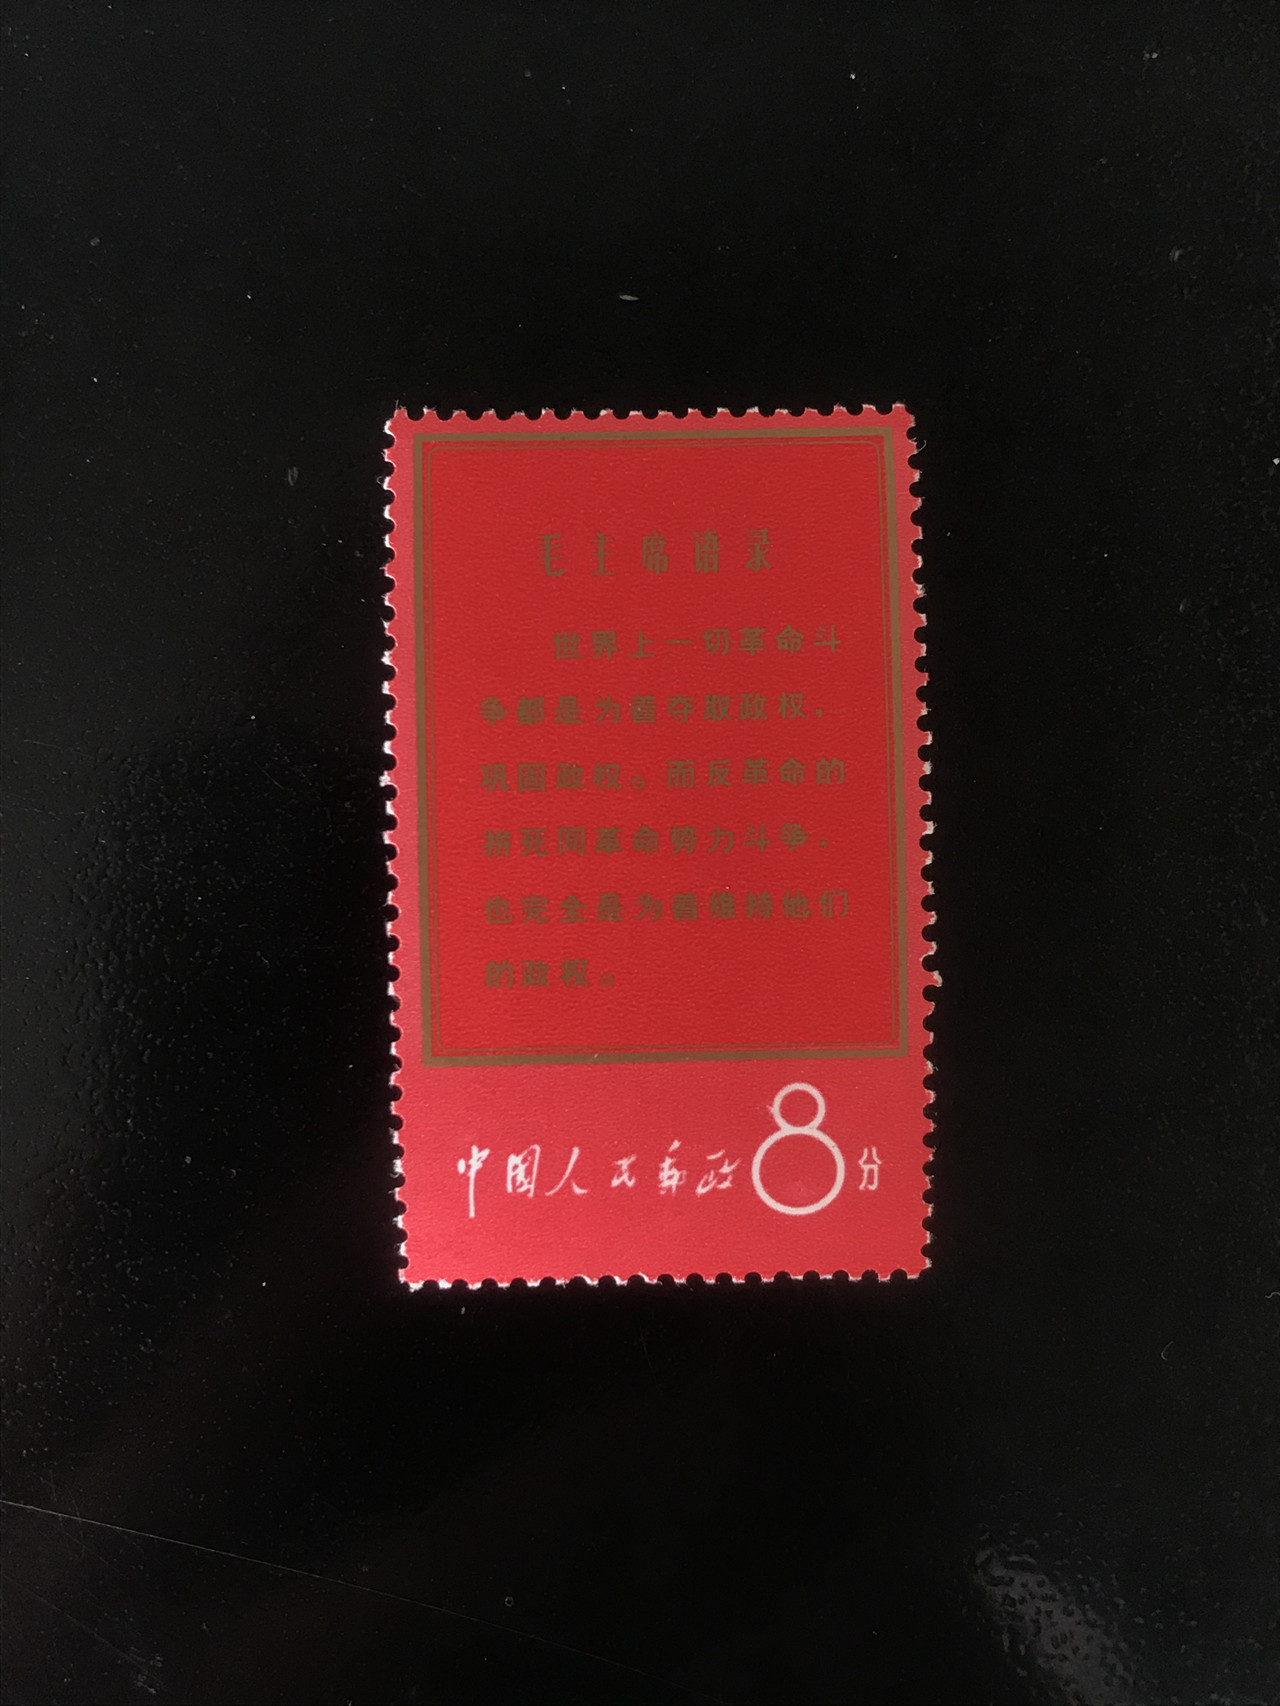 毛主席语录
世界上一切革命斗
争都是为着夺取政权，
巩固政权。而反革命的
拚死同革命势力斗争，
也完全是为着维持他们
的政权。
中国人民邮政8分